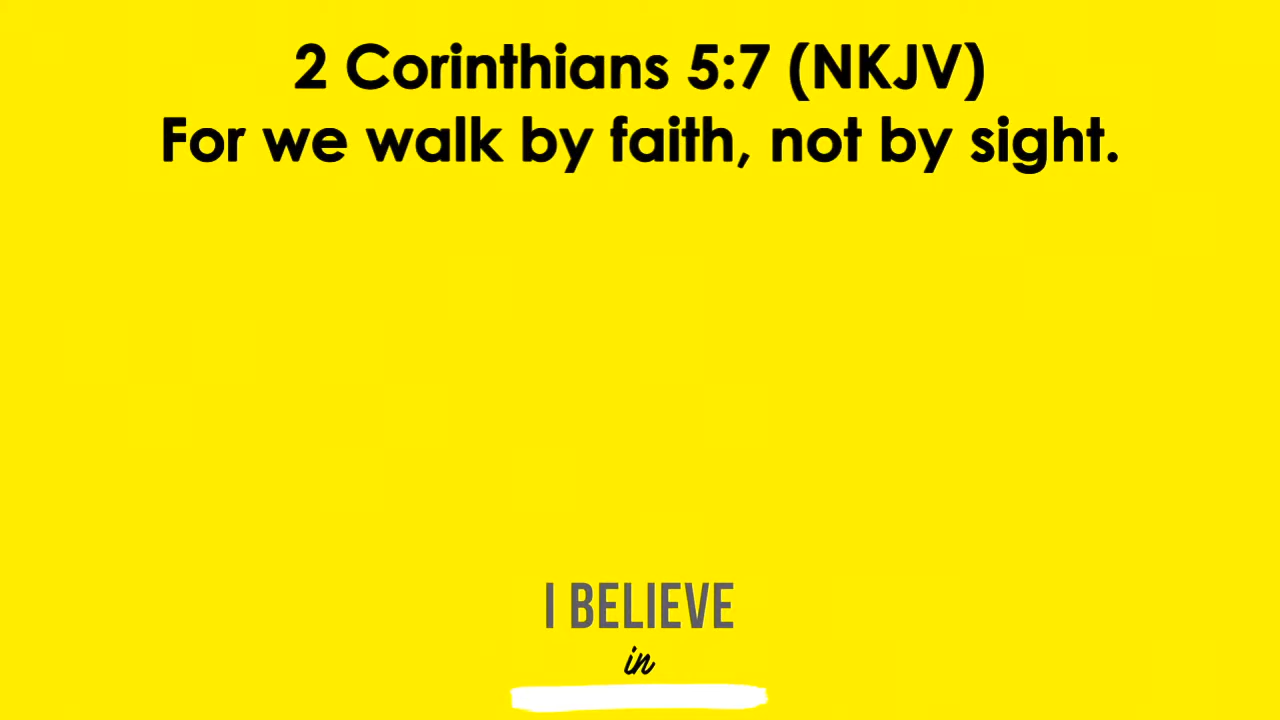 2 Corinthians 5:7 (NKJV)
For we walk by faith, not by sight.
I BELIEVE
in